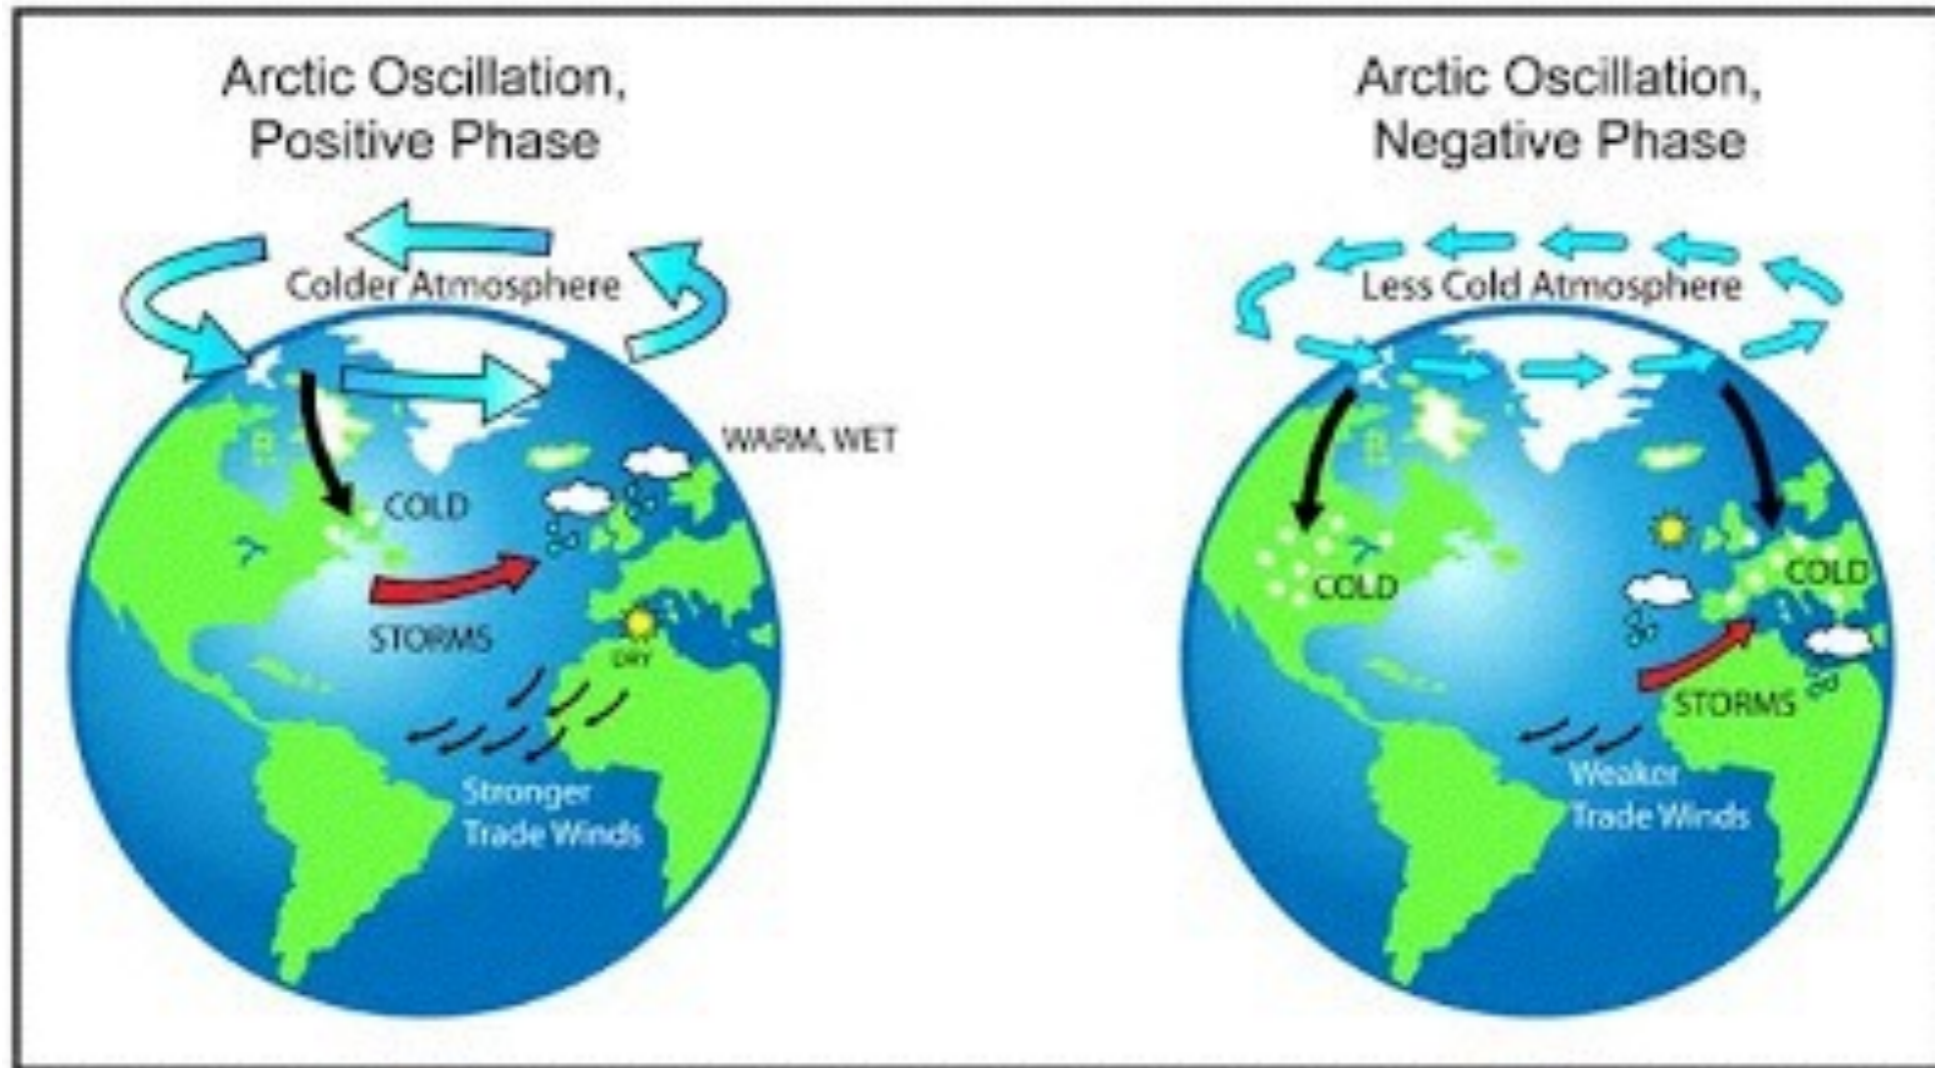 Arctic Oscillation,
Positive Phase
Colder Atmosphere
WARM, WET
COLD
STORMS
DRY
Stronger
Trade Winds
Arctic Oscillation,
Negative Phase
Less Cold Atmosphere
COLD
COLD
STORMS
Weaker
Trade Winds